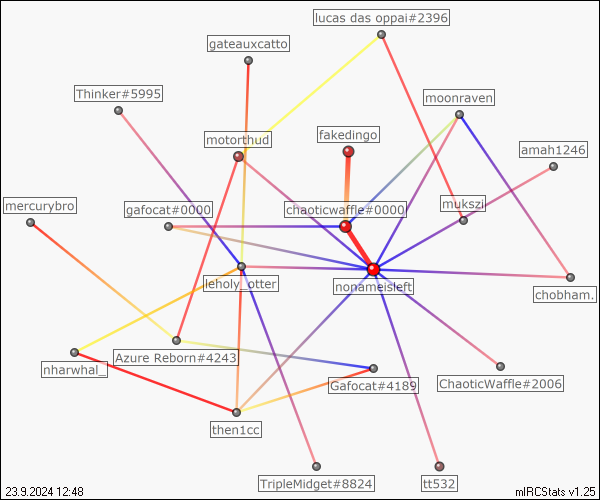 lucas das oppai#2396
gateauxcatto
Thinker#5995
moonraven
motorthud
fakedingo
amah1246
mercurybro
gafocat#0000
chaoticwaffle#0000
mukszi
leholy_otter
nonameisleft
chobham.
nharwhal_
Azure Reborn#4243
Gafocat#4189
ChaoticWaffle#2006
then1cc
TripleMidget#8824
tt532
23.9.2024 12:48
mIRCStats v1.25